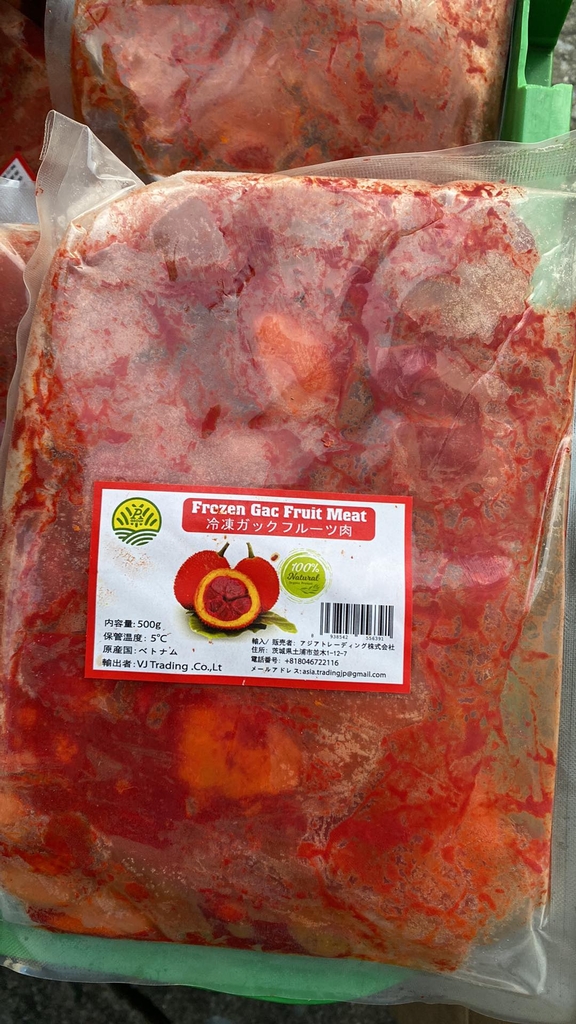 Frczen Gac Fruit Meat
冷凍ガックフルーツ肉
100%
Natural
内容量: 500g
保管温度: 5℃
原産国: ベトナム
輸出者: VJ Trading .Co.,Lt
938542 556391
輸入/ 販売者: アジアトレーディング株式会社
住所: 茨城県土浦市並木1-12-7
電話番号: +818046722116
メールアドレス: asia.tradingjp@gmail.com